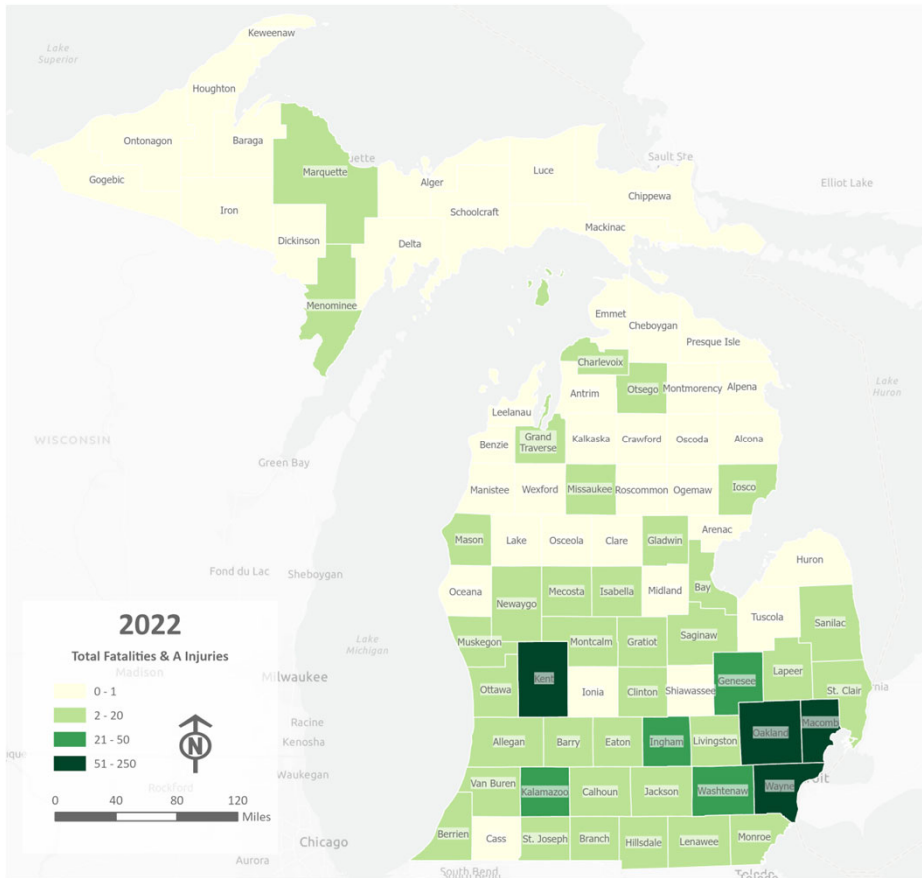 Keweenaw
Lake
Superior
Houghton
Ontonagon
Baraga
Luce
Sault Ste
Marquette
Alger
Elliot Lake
Gogebic
Chippewa
Iron
Schoolcraft
Mackinac
Dickinson
Delta
Menominee
Emmet
Cheboygan
Presque Isle
Charlevoix
Otsego
Montmorency
Alpena
Antrim
Lake
Huron
Leelanau
WISCONSIN
Benzie
Grand
Traverse
Kalkaska
Crawford
Oscoda
Alcona
Green Bay
Manistee
Wexford
Missaukee
Roscommon
Ogemaw
Iosco
Arenac
Mason
Lake
Osceola
Clare
Gladwin
Huron
Fond du Lac
Sheboygan
Oceana
Newaygo
Mecosta
Isabella
Midland
Bay
Tuscola
Sanilac
Lake
Michigan
Muskegon
Montcalm
Gratiot
Saginaw
Kent
Genesee
Lapeer
Ottawa
Ionia
Clinton
Shiawassee
St. Clair
Oakland
Macomb
Allegan
Barry
Eaton
Ingham
Livingston
Van Buren
Kalamazoo
Calhoun
Jackson
Washtenaw
Wayne
Berrien
Cass
St. Joseph
Branch
Hillsdale
Lenawee
Monroe
South Bend
Toledo
2022
Total Fatalities & A Injuries
Madison
Milwaukee
0 - 1
2 - 20
21 - 50
51 - 250
N
Racine
Kenosha
Waukegan
Rockford
0 40 80 120
Miles
Chicago
Aurora